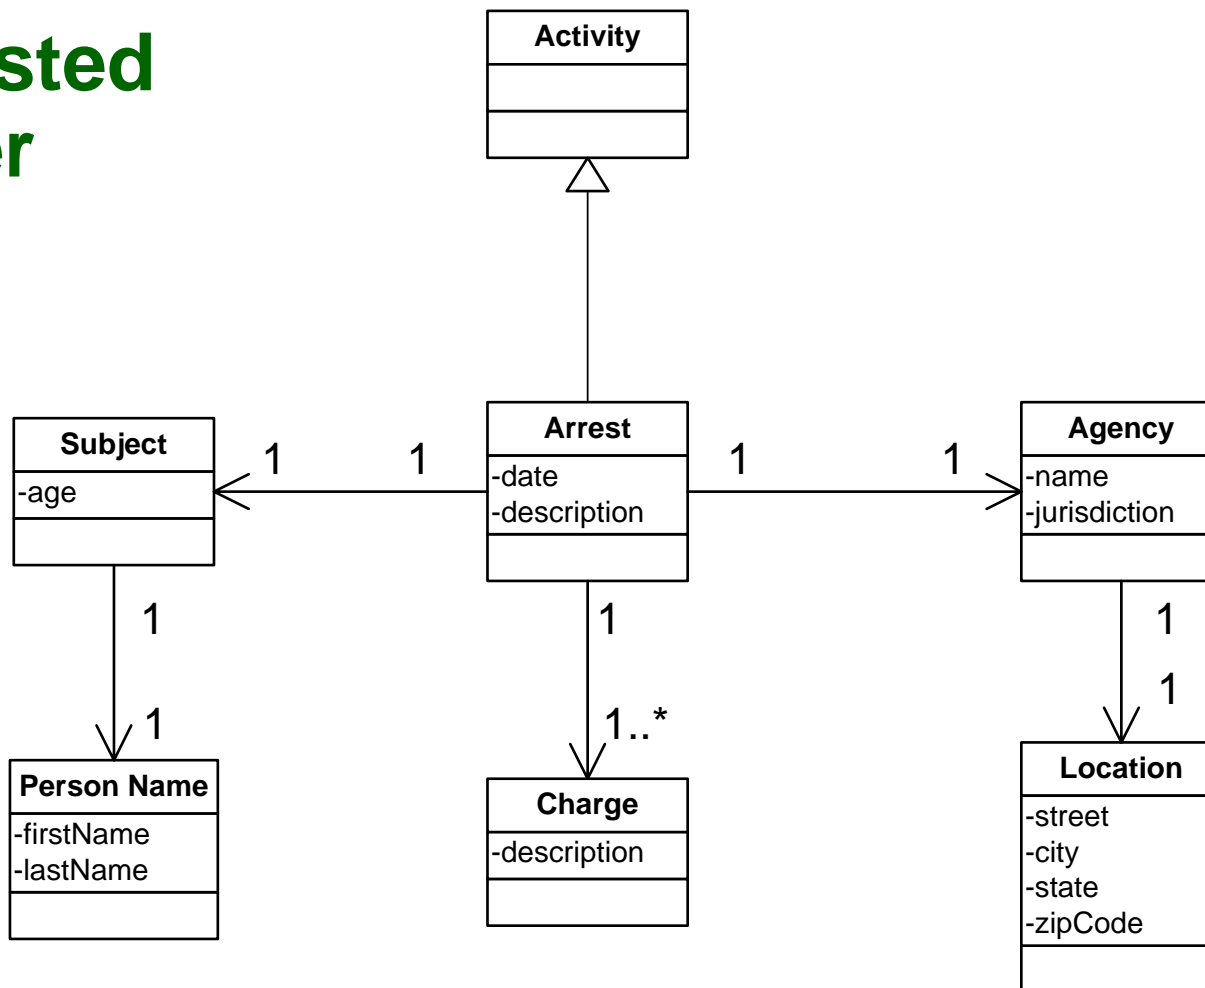 sted
er
Activity
Subject
-age
1
1
Arrest
-date
-description
1
1
Agency
-name
-jurisdiction
1
1
Person Name
-firstName
-lastName
1
1..*
Charge
-description
1
1
Location
-street
-city
-state
-zipCode